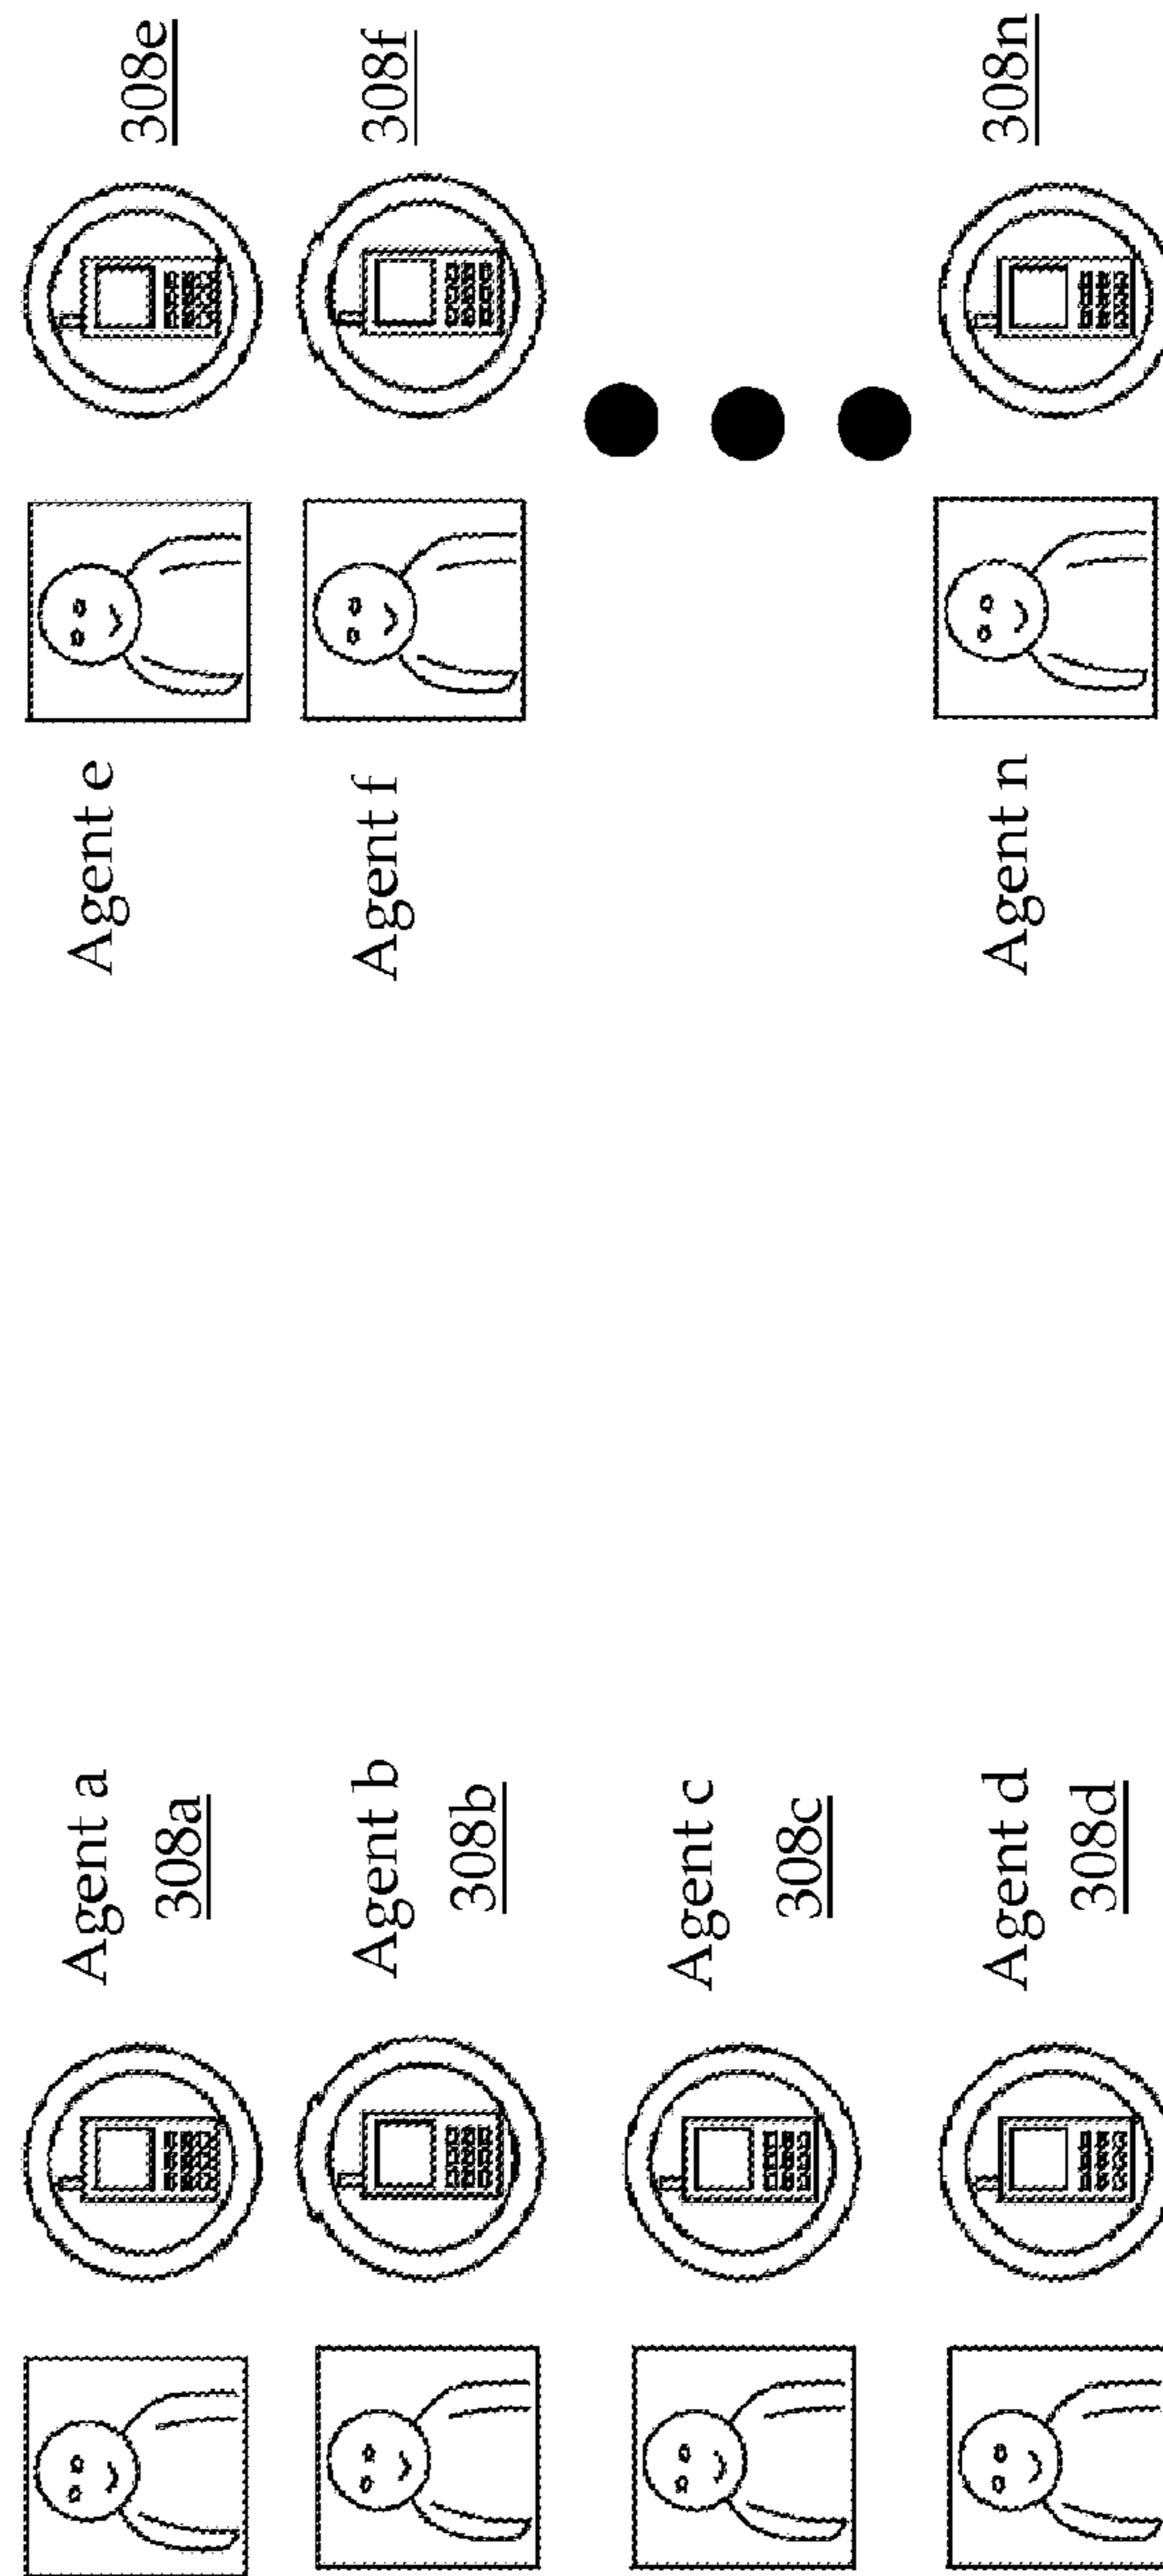 Agent a
308a
Agent b
308b
Agent c
308c
Agent d
308d
Agent e
308e
Agent f
308f
Agent n
308n